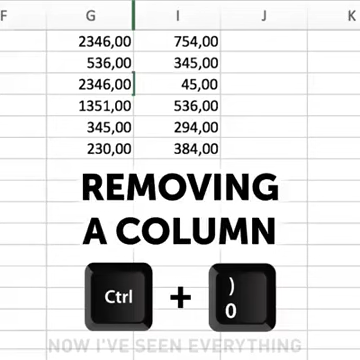 F G I J K
2346,00 754,00
536,00 345,00
2346,00 45,00
1351,00 536,00
345,00 294,00
230,00 384,00
REMOVING
A COLUMN
Ctrl + )
0
NOW I'VE SEEN EVERYTHING